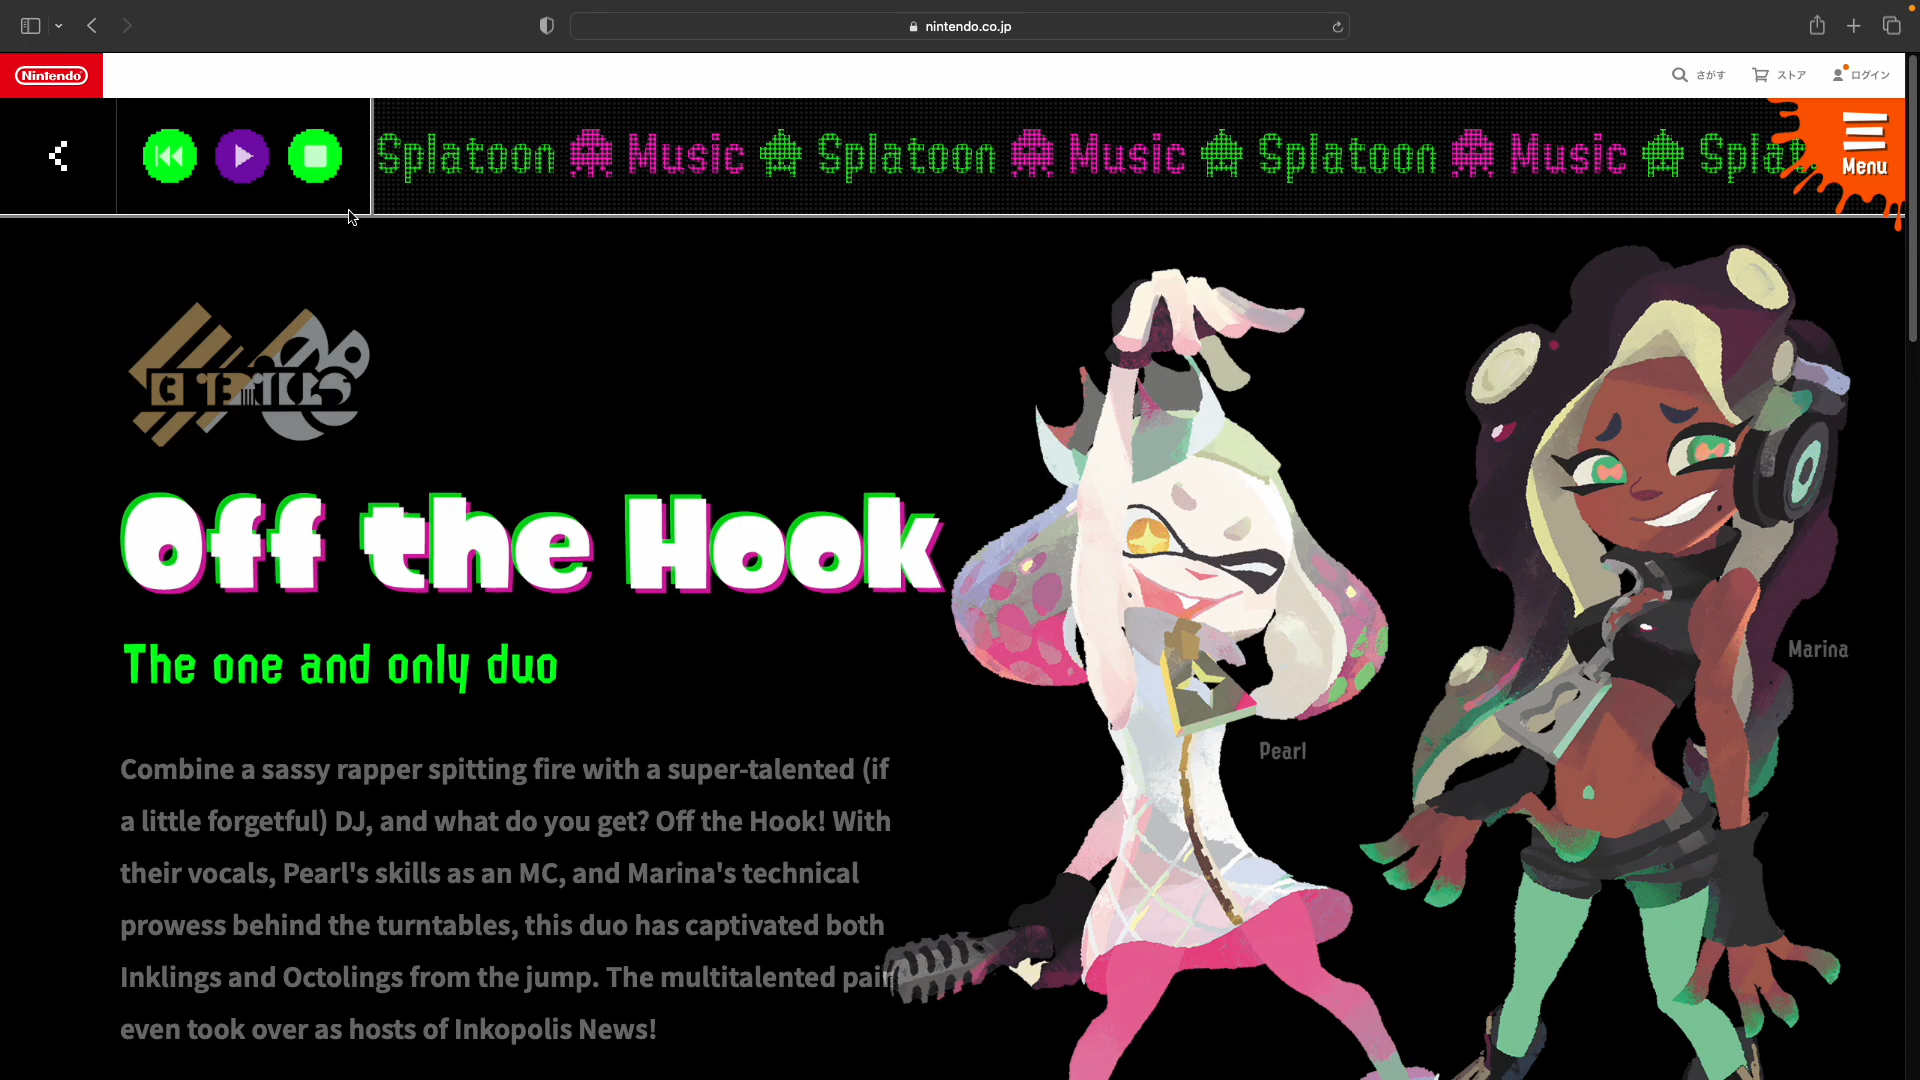 nintendo.co.jp
Nintendo
さがす
ストア
ログイン
Splatoon Music Splatoon Music Splatoon Music Splat
Menu
Off the Hook
The one and only duo
Combine a sassy rapper spitting fire with a super-talented (if
a little forgetful) DJ, and what do you get? Off the Hook! With
their vocals, Pearl's skills as an MC, and Marina's technical
prowess behind the turntables, this duo has captivated both
Inklings and Octolings from the jump. The multitalented pair
even took over as hosts of Inkopolis News!
Pearl
Marina